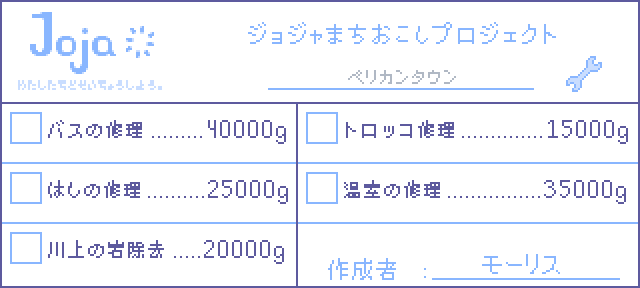 Joja
わたしたちとせいちょうしよう。
ジョジャまちおこしプロジェクト
ペリカンタウン
バスの修理 .........40000g
トロッコ修理 ..............15000g
はしの修理 ..........25000g
温室の修理 ..............35000g
川上の岩除去 .....20000g
作成者 : モーリス